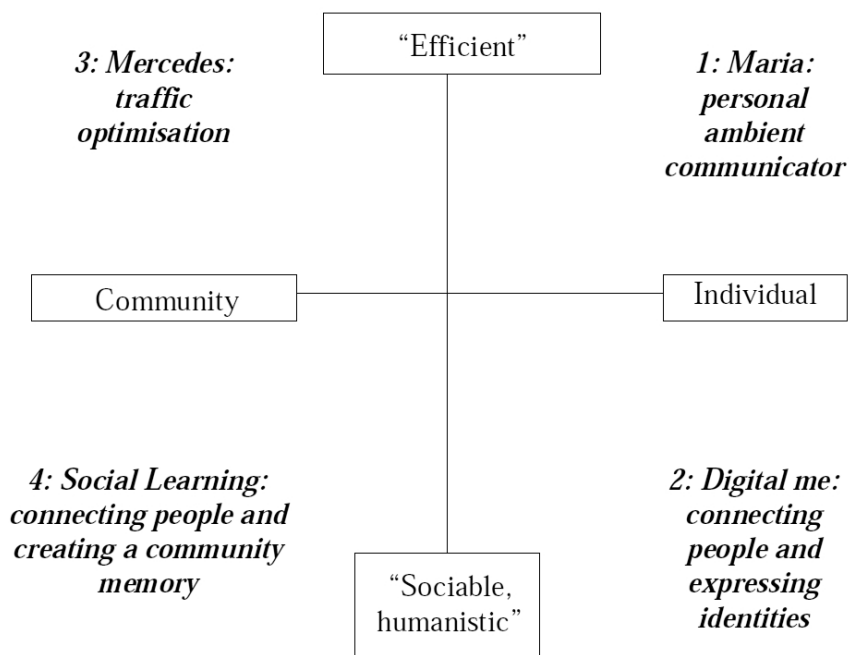 “Efficient”
3: Mercedes:
traffic
optimisation
1: Maria:
personal
ambient
communicator
Community
Individual
4: Social Learning:
connecting people and
creating a community
memory
2: Digital me:
connecting
people and
expressing
identities
“Sociable,
humanistic”